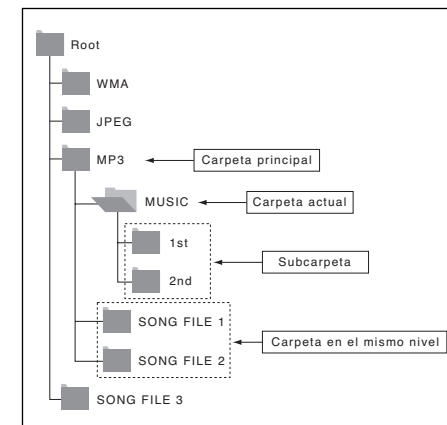 Root
WMA
JPEG
MP3
Carpeta principal
MUSIC
Carpeta actual
1st
Subcarpeta
2nd
SONG FILE 1
Carpeta en el mismo nivel
SONG FILE 2
SONG FILE 3